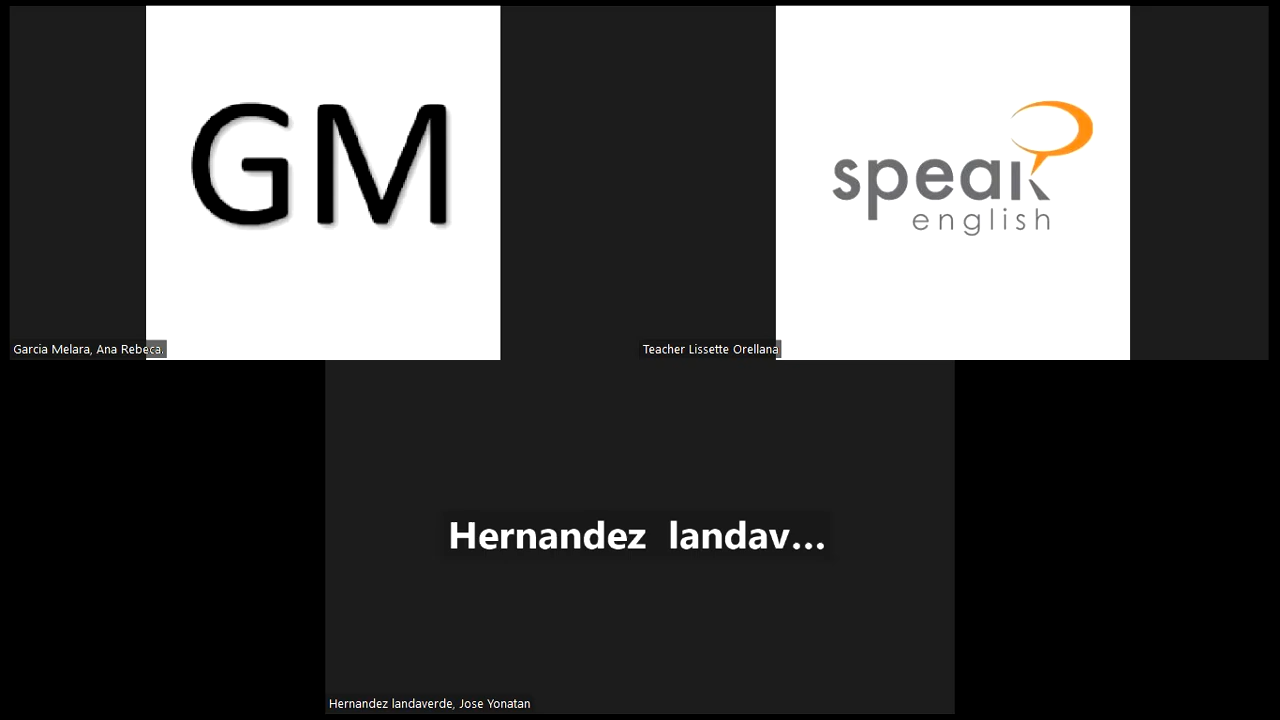 GM
speak
english
Garcia Melara, Ana Rebeca.
Teacher Lissette Orellana
Hernandez landav...
Hernandez landaverde, Jose Yonatan